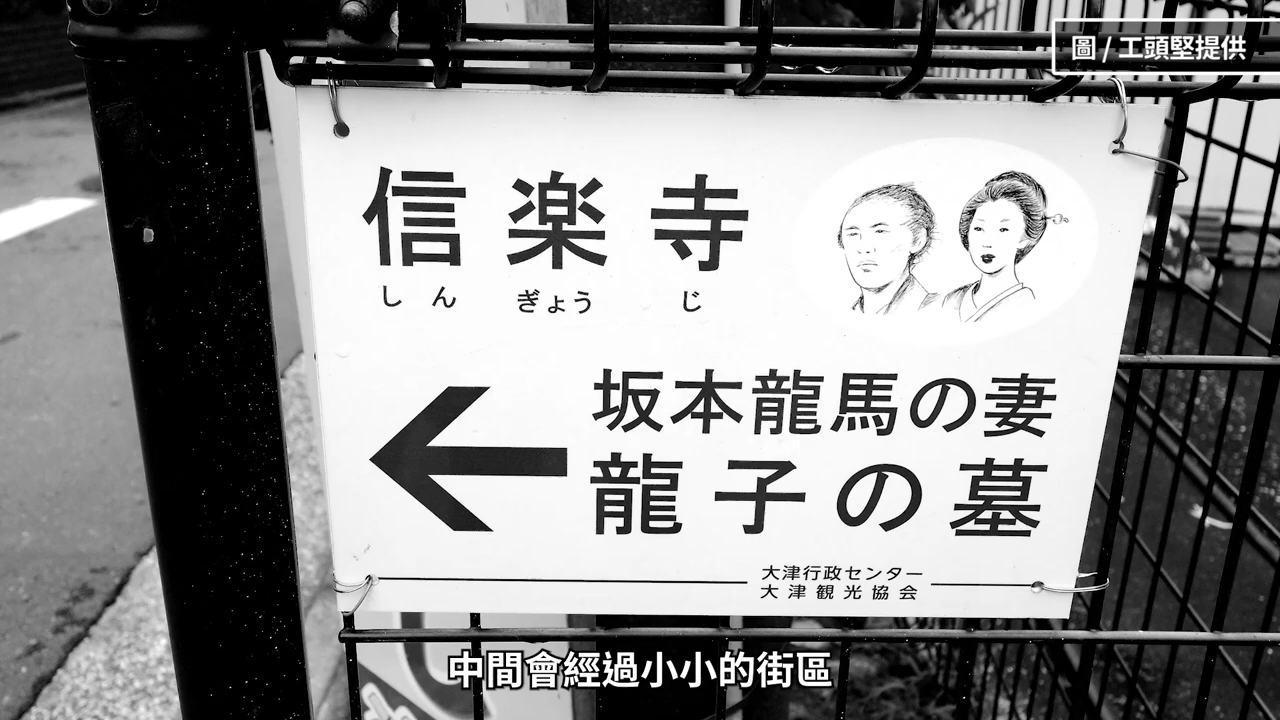 圖 / 工頭堅提供
信楽寺
しんぎょうじ
坂本龍馬の妻
龍子の墓
大津行政センター
大津観光協会
中間會經過小小的街區